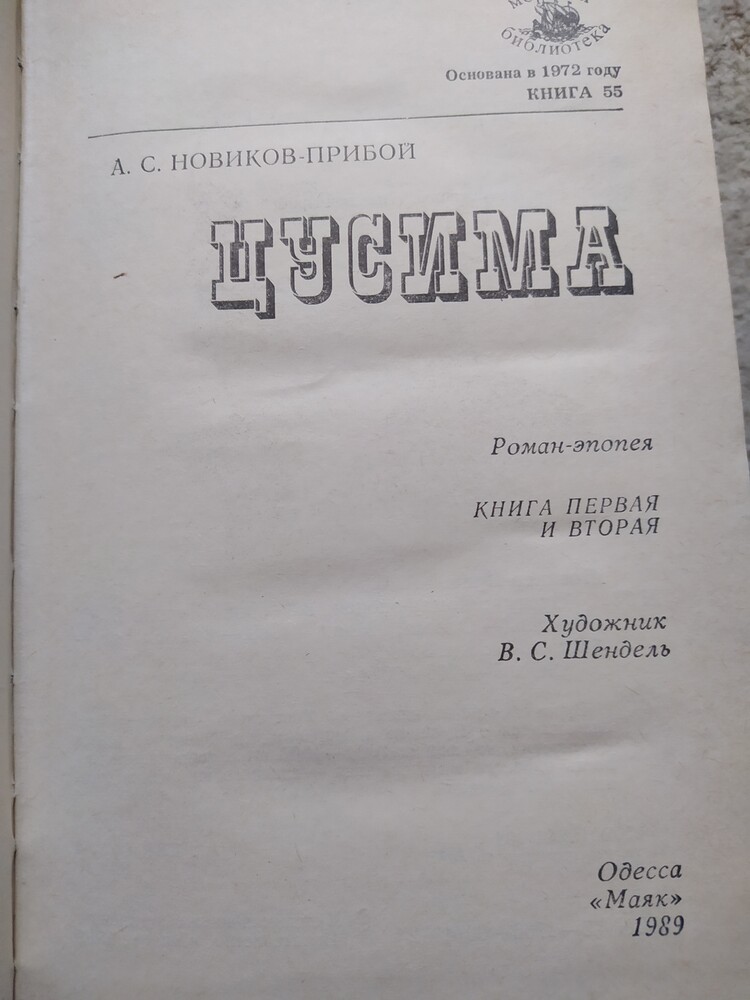 библиотека
Основана в 1972 году
КНИГА 55
А. С. НОВИКОВ-ПРИБОЙ
ЦУСИМА
Роман-эпопея
КНИГА ПЕРВАЯ
И ВТОРАЯ
Художник
В. С. Шендель
Одесса
«Маяк»
1989